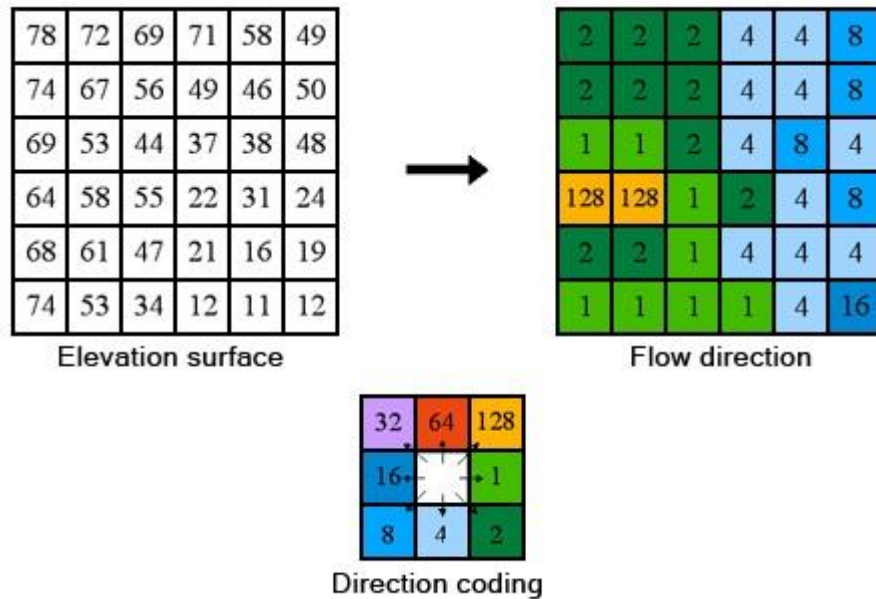 78 72 69 71 58 49
74 67 56 49 46 50
69 53 44 37 38 48
64 58 55 22 31 24
68 61 47 21 16 19
74 53 34 12 11 12
Elevation surface
2 2 2 4 4 8
2 2 2 4 4 8
1 1 2 4 8 4
128 128 1 2 4 8
2 2 1 4 4 4
1 1 1 1 4 16
Flow direction
32 64 128
16 1
8 4 2
Direction coding